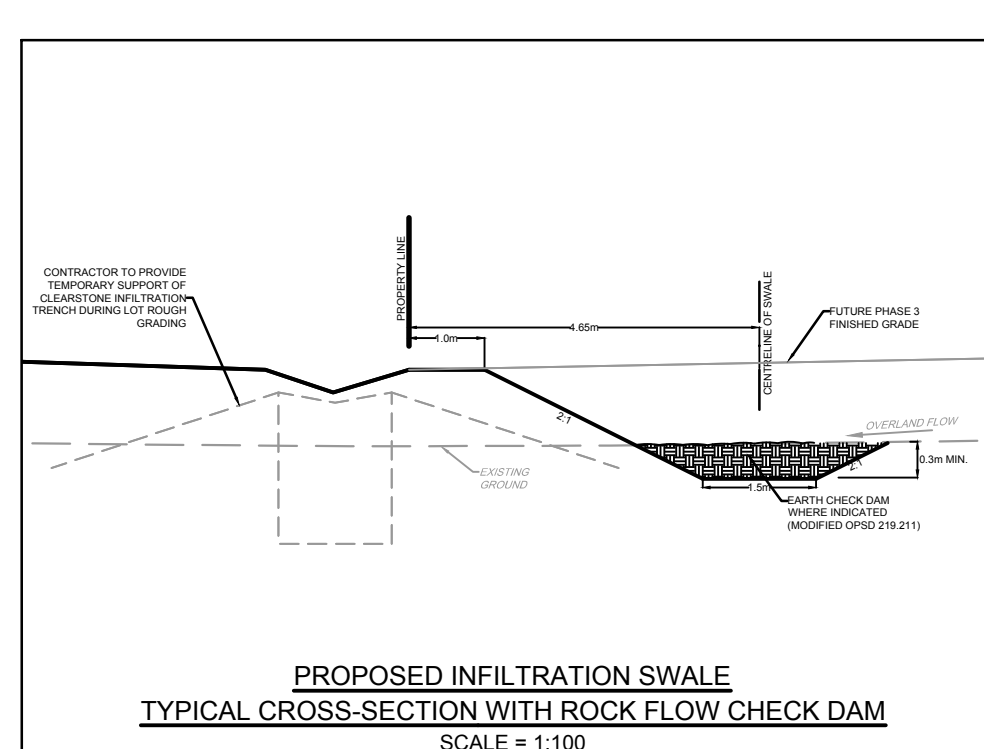 CONTRACTOR TO PROVIDE
TEMPORARY SUPPORT OF
CLEARSTONE INFILTRATION
TRENCH DURING LOT ROUGH
GRADING
PROPERTY LINE
4.65m
1.0m
CENTRELINE OF SWALE
FUTURE PHASE 3
FINISHED GRADE
2:1
OVERLAND FLOW
0.3m MIN.
2:1
EXISTING
GROUND
1.5m
EARTH CHECK DAM
WHERE INDICATED
(MODIFIED OPSD 219.211)
PROPOSED INFILTRATION SWALE
TYPICAL CROSS-SECTION WITH ROCK FLOW CHECK DAM
SCALE = 1:100